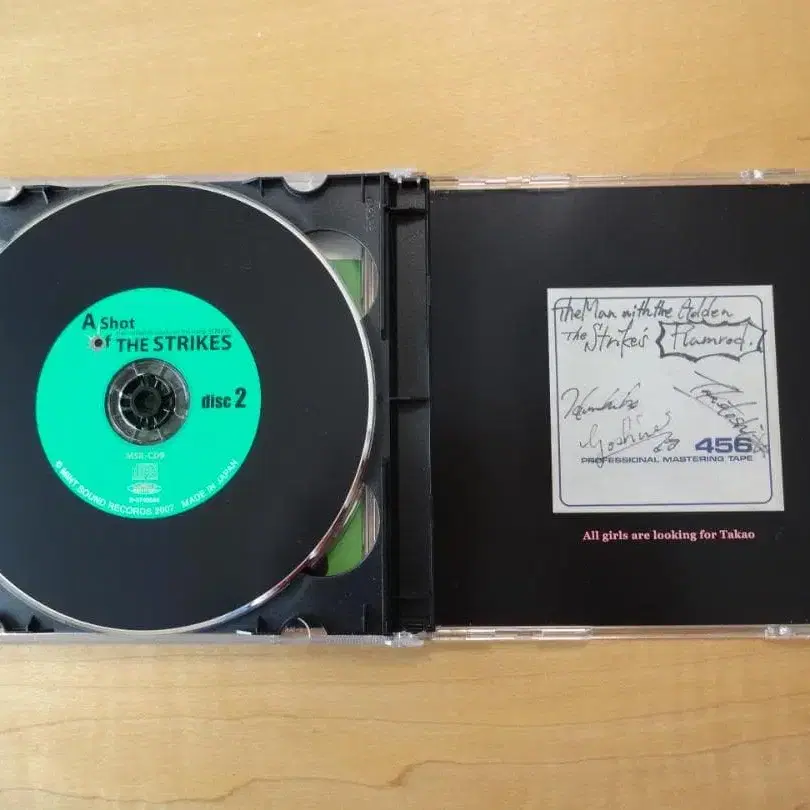 A Shot
of THE STRIKES
disc 2
MSR-CD9
© MINT SOUND RECORDS 2007 MADE IN JAPAN
The Man with the Golden
The Strikes Flamrod.
456
PROFESSIONAL MASTERING TAPE
All girls are looking for Takao